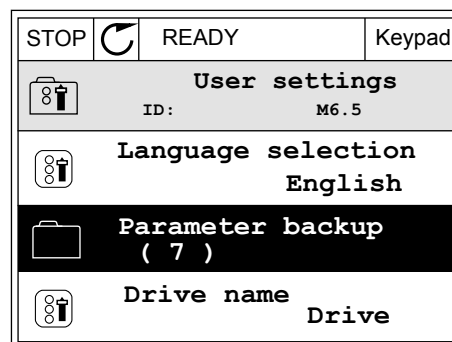 STOP READY Keypad
User settings
ID: M6.5
Language selection
English
Parameter backup
( 7 )
Drive name
Drive